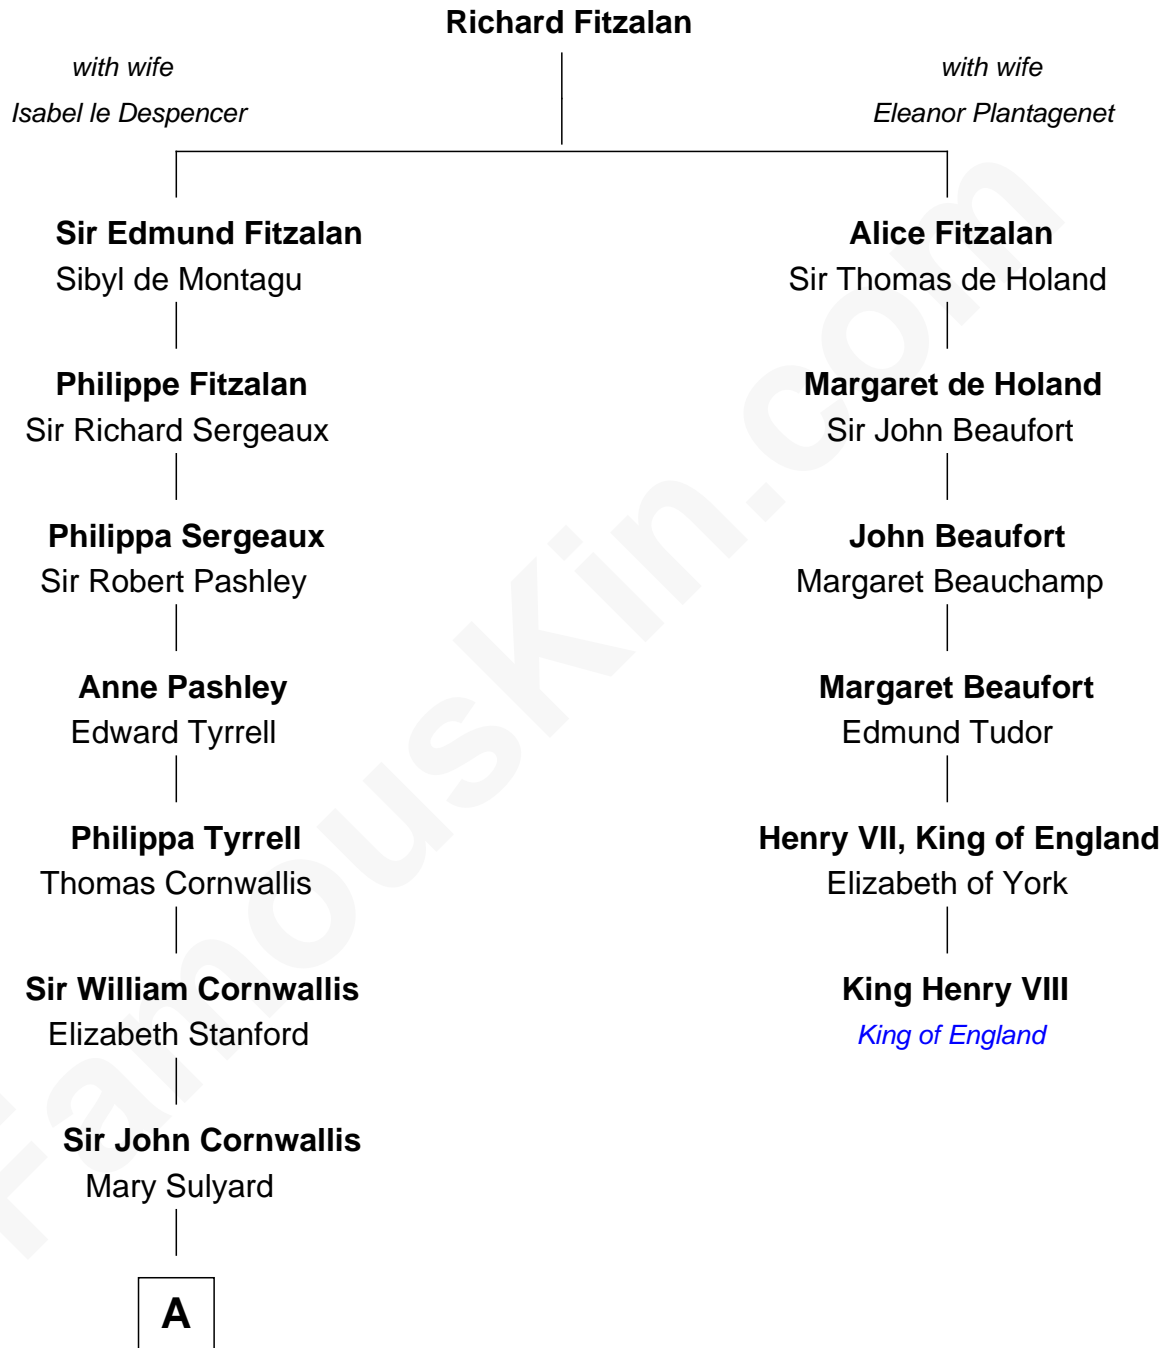 Richard Fitzalan
with wife
Isabel le Despencer
with wife
Eleanor Plantagenet
Sir Edmund Fitzalan
Sibyl de Montagu
Alice Fitzalan
Sir Thomas de Holand
Philippe Fitzalan
Sir Richard Sergeaux
Margaret de Holand
Sir John Beaufort
Philippa Sergeaux
Sir Robert Pashley
John Beaufort
Margaret Beauchamp
Anne Pashley
Edward Tyrrell
Margaret Beaufort
Edmund Tudor
Philippa Tyrrell
Thomas Cornwallis
Henry VII, King of England
Elizabeth of York
Sir William Cornwallis
Elizabeth Stanford
King Henry VIII
King of England
Sir John Cornwallis
Mary Sulyard
A
FamousKin.com